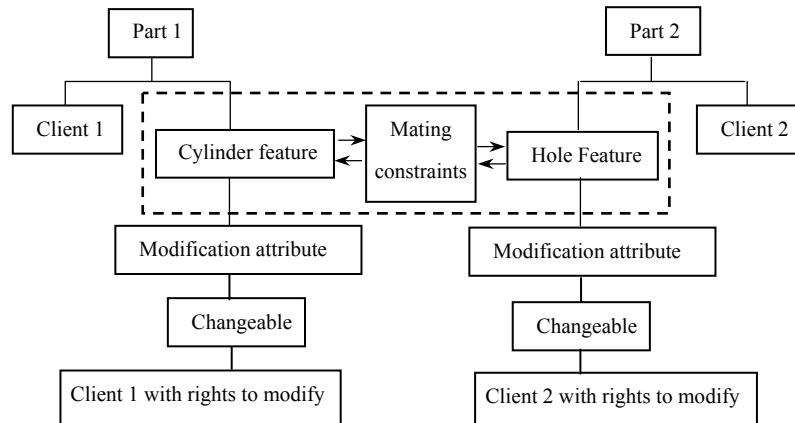 Part 1
Part 2
Client 1
Client 2
Cylinder feature
Mating
constraints
Hole Feature
Modification attribute
Modification attribute
Changeable
Changeable
Client 1 with rights to modify
Client 2 with rights to modify